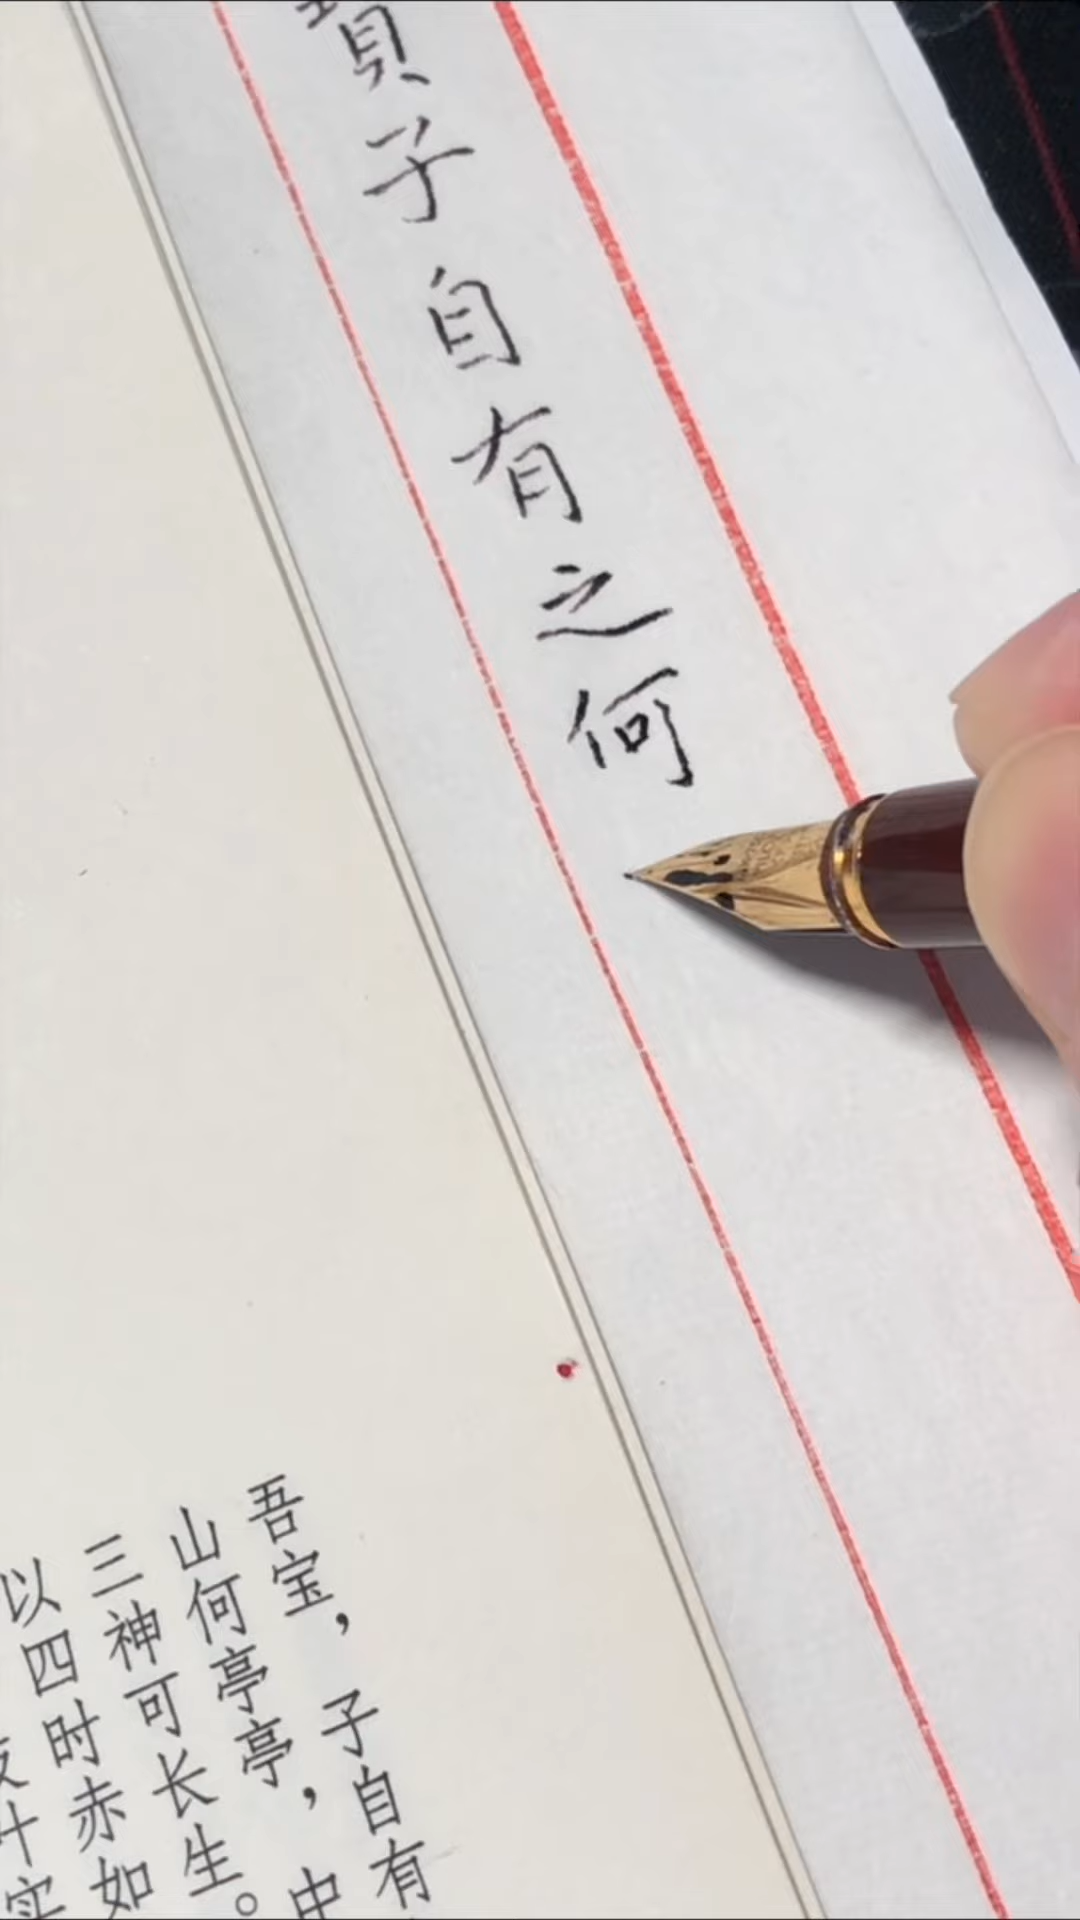 寶子自有之何
吾宝，子自有
山何亭亭，中
三神可长生。
以四时赤如